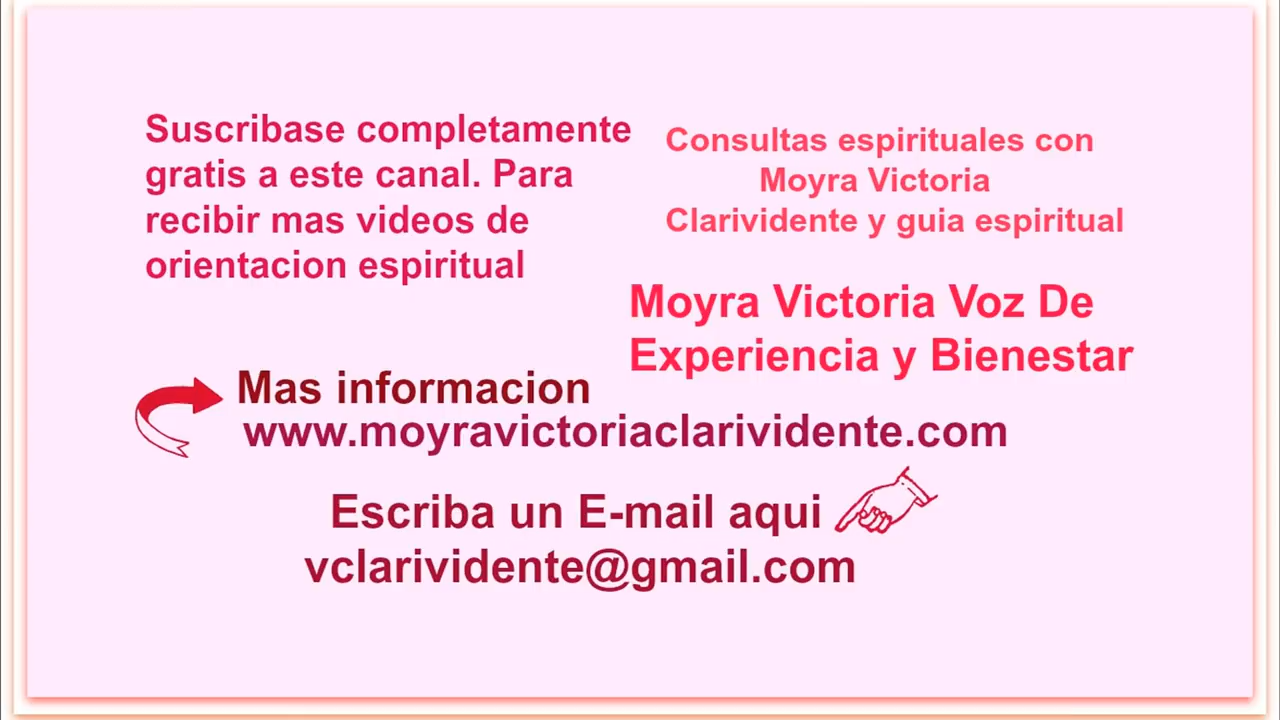 Suscribase completamente
gratis a este canal. Para
recibir mas videos de
orientacion espiritual
Consultas espirituales con
Moyra Victoria
Clarividente y guia espiritual
Moyra Victoria Voz De
Experiencia y Bienestar
Mas informacion
www.moyravictoriaclarividente.com
Escriba un E-mail aqui
vclarividente@gmail.com